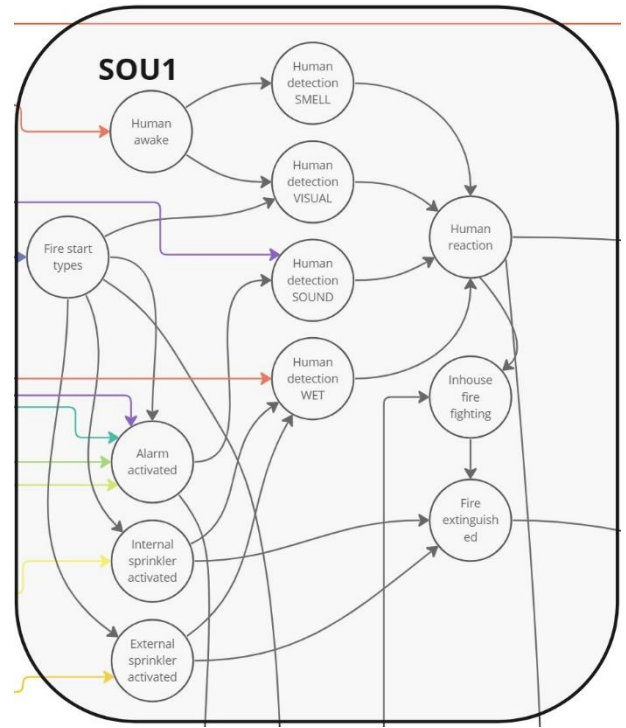 SOU1
Human
detection
SMELL
Human
awake
Human
detection
VISUAL
Human
reaction
Fire start
types
Human
detection
SOUND
Human
detection
WET
Inhouse
fire
fighting
Alarm
activated
Fire
extinguish
ed
Internal
sprinkler
activated
External
sprinkler
activated